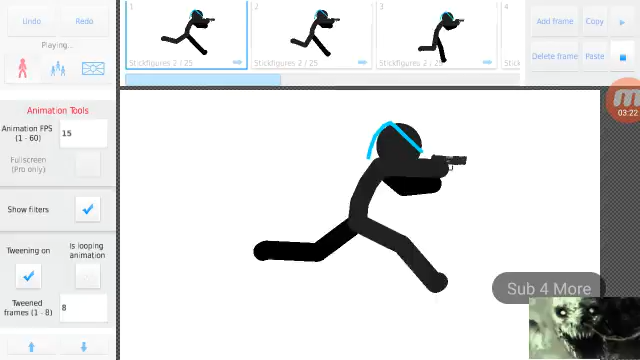 Undo Redo
Playing...
1 2 3 4
Stickfigures 2 / 25 Stickfigures 2 / 25 Stickfigures 2 / 25 Sti
Add frame Copy
Delete frame Paste
03:22
Animation Tools
Animation FPS
(1 - 60)
15
Fullscreen
(Pro only)
Show filters
Tweening on
Is looping
animation
Tweened
frames (1 - 8)
8
Sub 4 More